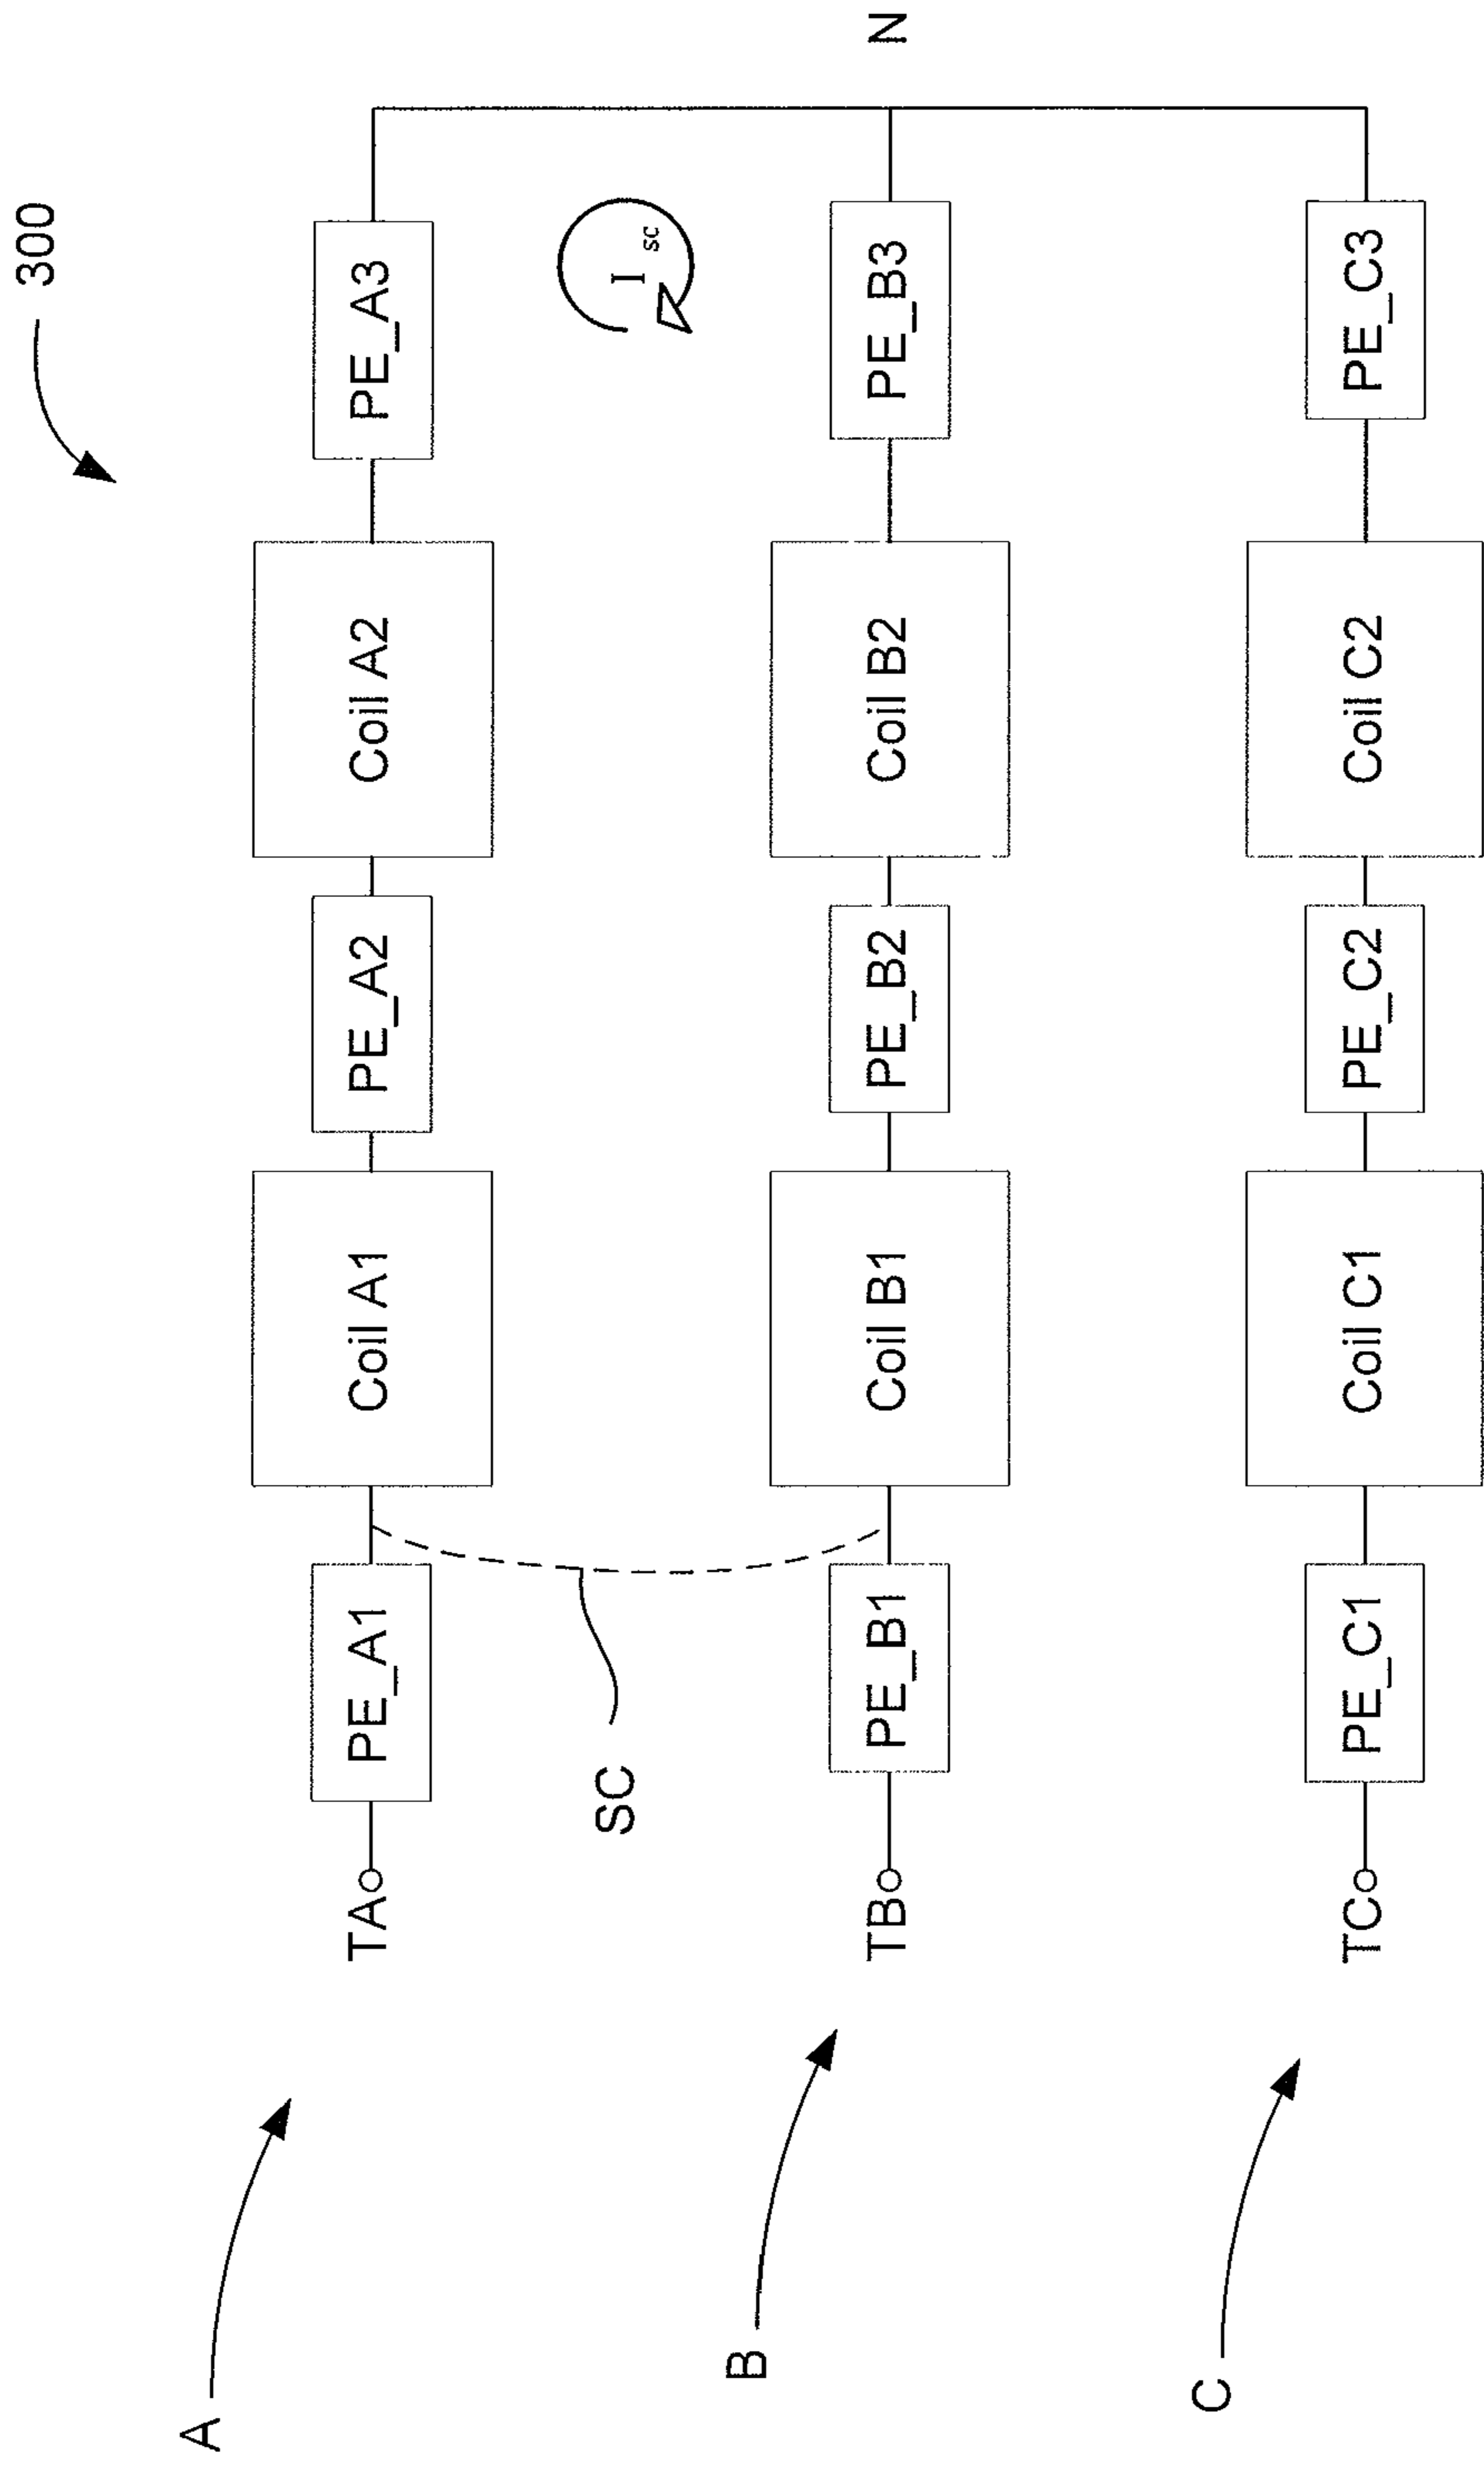 300
A
TA
PE_A1
Coil A1
PE_A2
Coil A2
PE_A3
SC
I sc
B
TB
PE_B1
Coil B1
PE_B2
Coil B2
PE_B3
N
C
TC
PE_C1
Coil C1
PE_C2
Coil C2
PE_C3